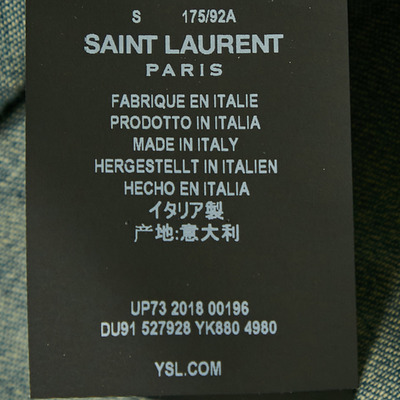 S 175/92A
SAINT LAURENT
PARIS
FABRIQUE EN ITALIE
PRODOTTO IN ITALIA
MADE IN ITALY
HERGESTELLT IN ITALIEN
HECHO EN ITALIA
イタリア製
产地:意大利
UP73 2018 00196
DU91 527928 YK880 4980
YSL.COM